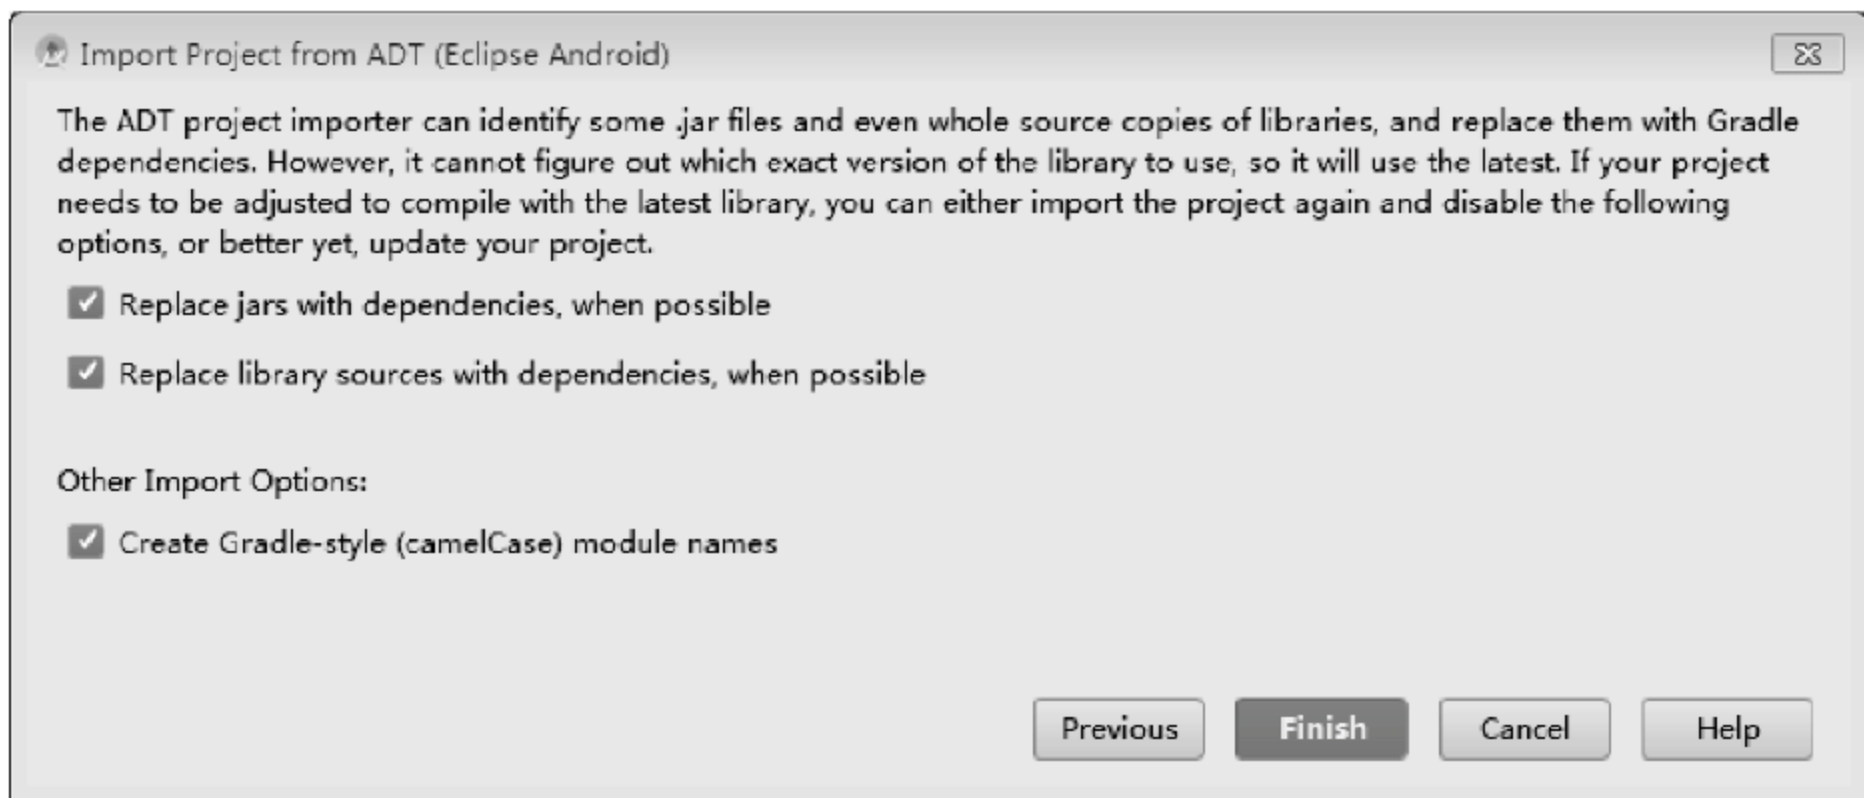 Import Project from ADT (Eclipse Android)
The ADT project importer can identify some .jar files and even whole source copies of libraries, and replace them with Gradle
dependencies. However, it cannot figure out which exact version of the library to use, so it will use the latest. If your project
needs to be adjusted to compile with the latest library, you can either import the project again and disable the following
options, or better yet, update your project.
Replace jars with dependencies, when possible
Replace library sources with dependencies, when possible
Other Import Options:
Create Gradle-style (camelCase) module names
Previous Finish Cancel Help